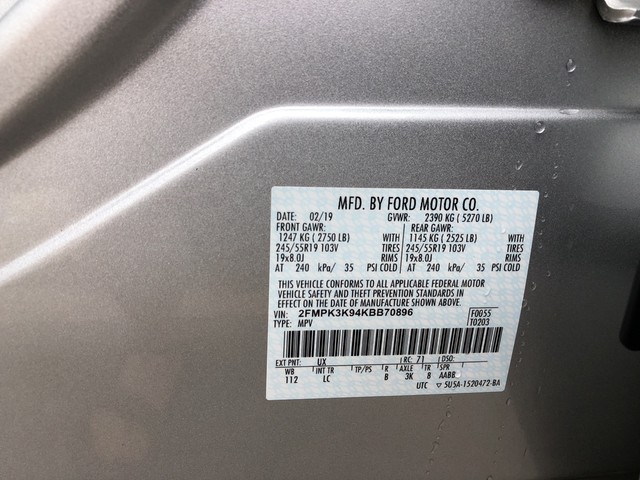 MFD. BY FORD MOTOR CO.
DATE: 02/19 GVWR: 2390 KG ( 5270 LB)
FRONT GAWR: REAR GAWR:
1247 KG ( 2750 LB) WITH 1145 KG ( 2525 LB) WITH
245/55R19 103V TIRES 245/55R19 103V TIRES
19x8.0J RIMS 19x8.0J RIMS
AT 240 kPa/ 35 PSI COLD AT 240 kPa/ 35 PSI COLD
THIS VEHICLE CONFORMS TO ALL APPLICABLE FEDERAL MOTOR
VEHICLE SAFETY AND BUMPER STANDARDS AND THEFT PREVENTION STANDARDS IN
EFFECT ON THE DATE OF MANUFACTURE SHOWN ABOVE.
VIN: 2FMPK3K94KBB70896 F0055
TYPE: MPV T0203
EXT PNT: UX RC: 71 DSO:
WB INT TR TP/PS R AXLE TR SPR
112 LC B 3K 8 AABB
UTC ▽ 5U5A-1520472-BA